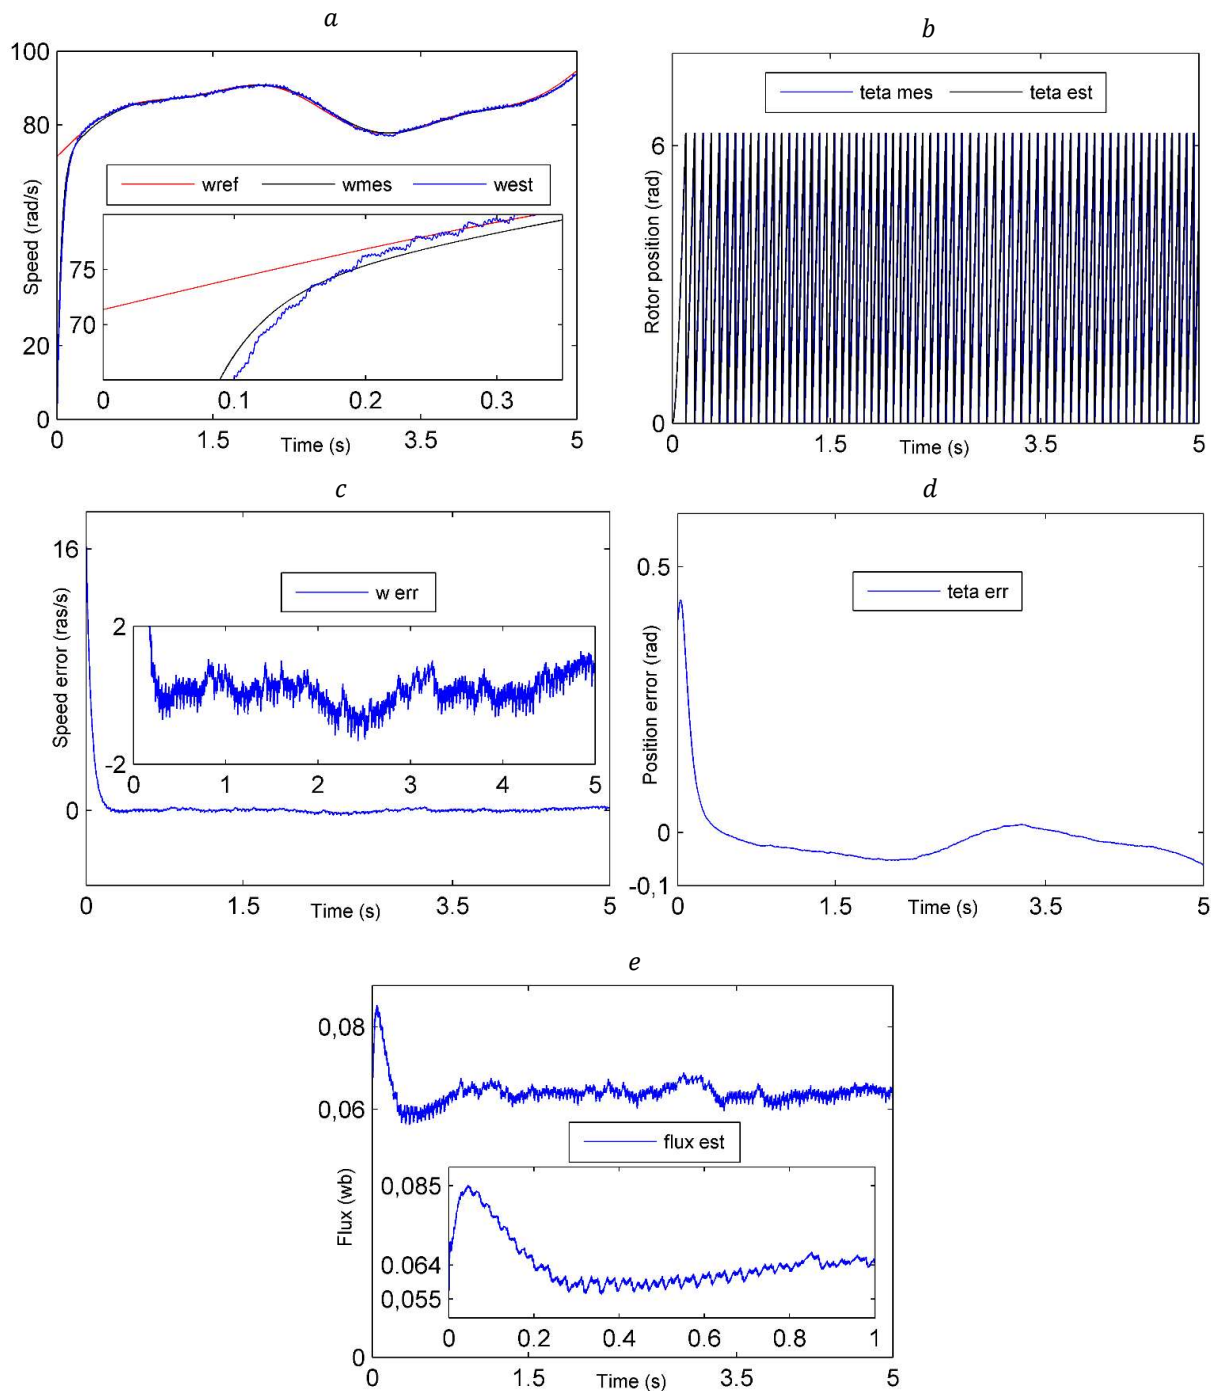 a
100
80
20
0
Speed (rad/s)
wref wmes west
75
70
0 0.1 0.2 0.3
0 1.5 3.5 5
Time (s)
b
teta mes teta est
6
0
Rotor position (rad)
0 1.5 3.5 5
Time (s)
c
16
0
Speed error (ras/s)
w err
2
-2
0 1 2 3 4 5
0 1.5 3.5 5
Time (s)
d
0.5
0
-0,1
Position error (rad)
teta err
0 1.5 3.5 5
Time (s)
e
0,08
0,06
0
Flux (wb)
flux est
0,085
0.064
0.055
0 0.2 0.4 0.6 0.8 1
0 1.5 3.5 5
Time (s)